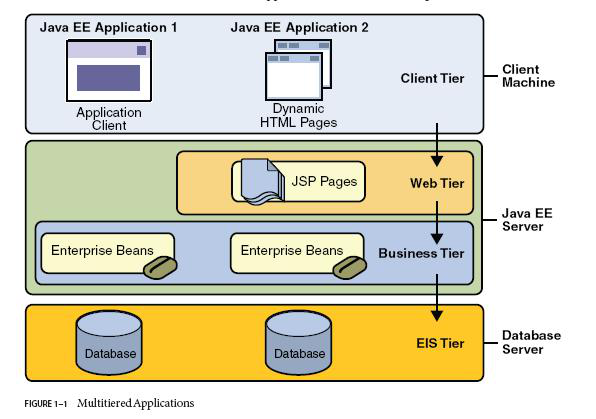 Java EE Application 1
Java EE Application 2
Application
Client
Dynamic
HTML Pages
Client Tier
Client
Machine
JSP Pages
Web Tier
Java EE
Server
Enterprise Beans
Enterprise Beans
Business Tier
Database
Database
EIS Tier
Database
Server
FIGURE 1–1 Multitiered Applications